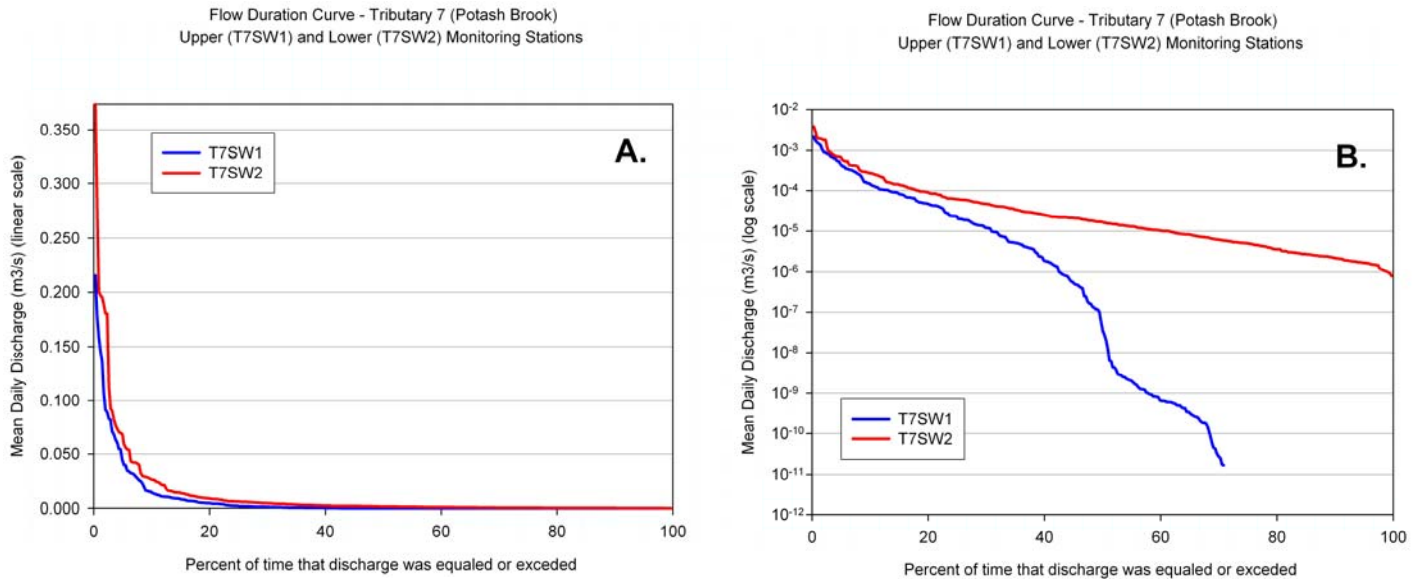 Flow Duration Curve - Tributary 7 (Potash Brook)
Upper (T7SW1) and Lower (T7SW2) Monitoring Stations
Mean Daily Discharge (m3/s) (linear scale)
0.350
0.300
0.250
0.200
0.150
0.100
0.050
0.000
T7SW1
T7SW2
A.
0 20 40 60 80 100
Percent of time that discharge was equaled or exceded
Flow Duration Curve - Tributary 7 (Potash Brook)
Upper (T7SW1) and Lower (T7SW2) Monitoring Stations
Mean Daily Discharge (m3/s) (log scale)
10-2
10-3
10-4
10-5
10-6
10-7
10-8
10-9
10-10
10-11
10-12
B.
T7SW1
T7SW2
0 20 40 60 80 100
Percent of time that discharge was equaled or exceded